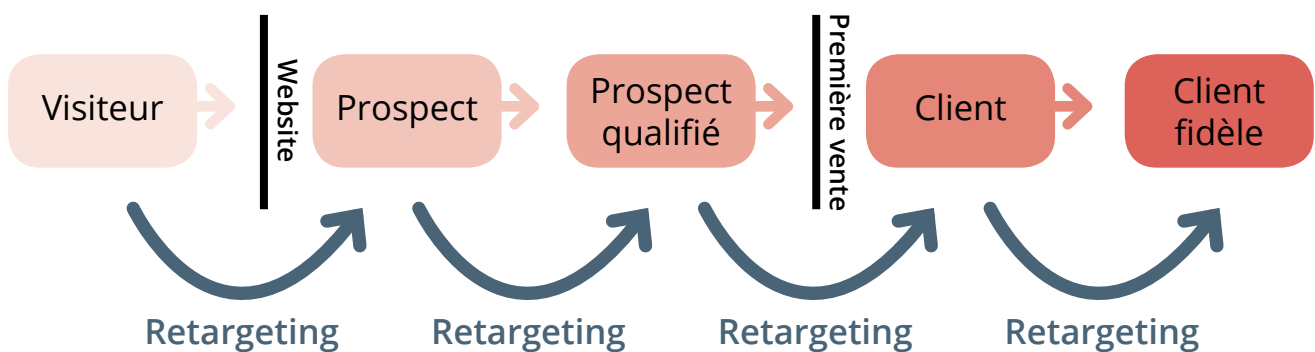 Visiteur
Website
Prospect
Prospect
qualifié
Première vente
Client
Client
fidèle
Retargeting
Retargeting
Retargeting
Retargeting